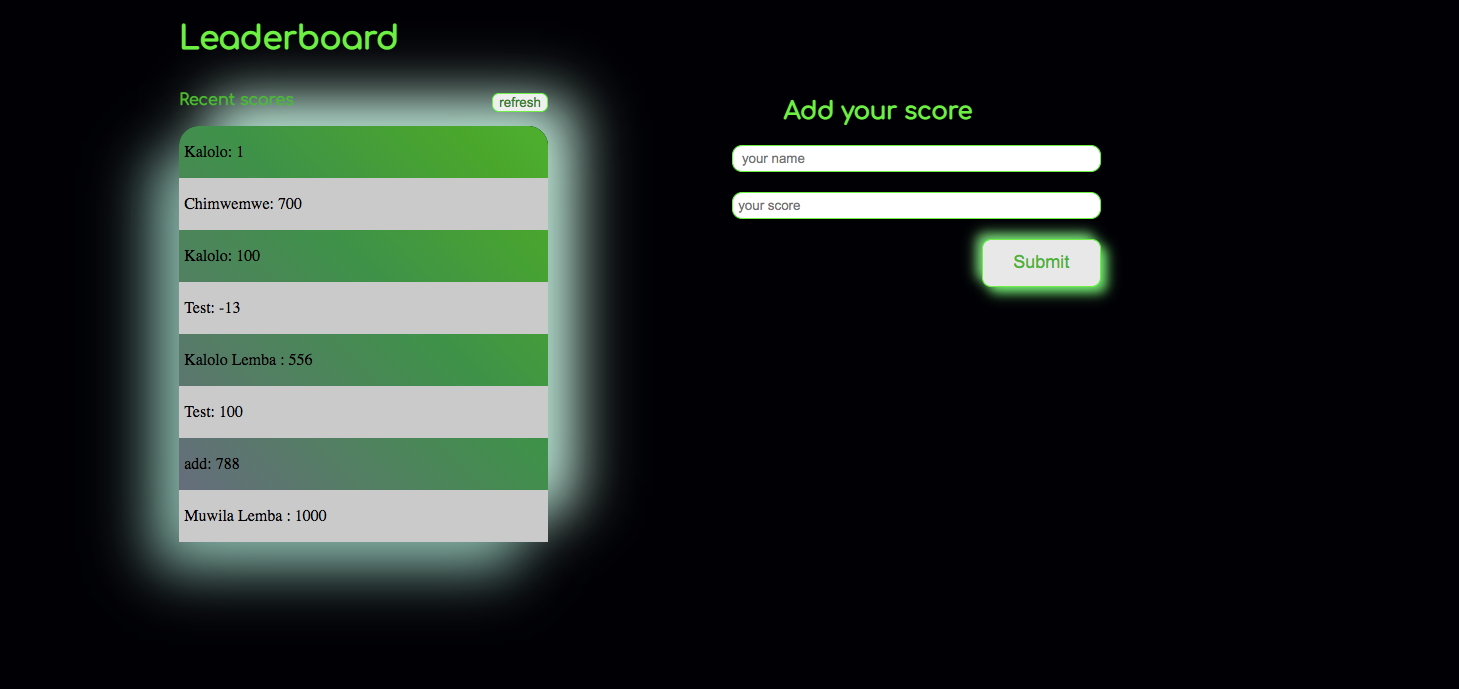 Leaderboard
Recent scores
refresh
Kalolo: 1
Chimwemwe: 700
Kalolo: 100
Test: -13
Kalolo Lemba : 556
Test: 100
add: 788
Muwila Lemba : 1000
Add your score
your name
your score
Submit